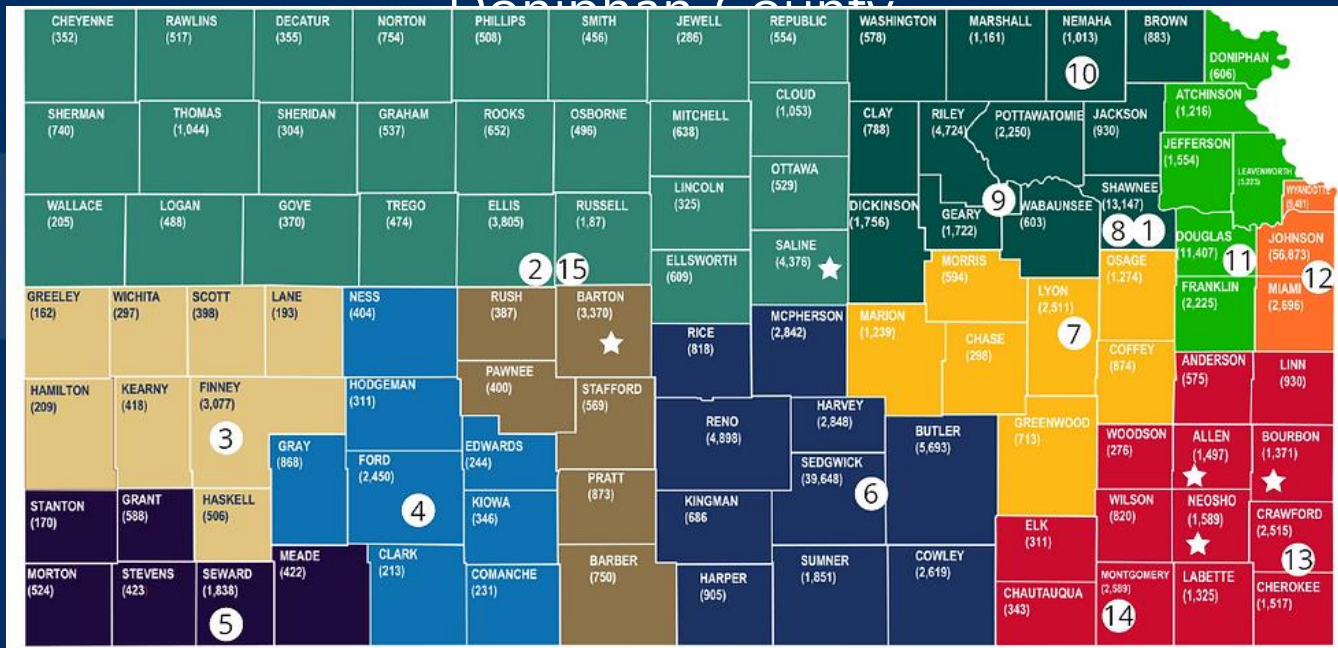 Doniphan County
CHEYENNE
(352)
RAWLINS
(517)
DECATUR
(355)
NORTON
(754)
PHILLIPS
(508)
SMITH
(456)
JEWELL
(286)
REPUBLIC
(554)
WASHINGTON
(578)
MARSHALL
(1,161)
NEMAHA
(1,013)
10
BROWN
(883)
DONIPHAN
(606)
SHERMAN
(740)
THOMAS
(1,044)
SHERIDAN
(304)
GRAHAM
(537)
ROOKS
(652)
OSBORNE
(496)
MITCHELL
(638)
CLOUD
(1,053)
CLAY
(788)
RILEY
(4,724)
POTTAWATOMIE
(2,250)
JACKSON
(930)
ATCHINSON
(1,216)
JEFFERSON
(1,554)
LEAVENWORTH
WYANDOTTE
WALLACE
(205)
LOGAN
(488)
GOVE
(370)
TREGO
(474)
ELLIS
(3,805)
2
RUSSELL
(1,87)
15
LINCOLN
(325)
OTTAWA
(529)
ELLSWORTH
(609)
SALINE
(4,376)
DICKINSON
(1,756)
GEARY
(1,722)
9
WABAUNSEE
(603)
SHAWNEE
(13,147)
8
1
DOUGLAS
(11,407)
11
JOHNSON
(56,873)
12
GREELEY
(162)
WICHITA
(297)
SCOTT
(398)
LANE
(193)
NESS
(404)
RUSH
(387)
BARTON
(3,370)
RICE
(818)
MCPHERSON
(2,842)
MARION
(1,239)
MORRIS
(594)
CHASE
(298)
LYON
(2,511)
7
OSAGE
(1,274)
COFFEY
(874)
FRANKLIN
(2,225)
MIAMI
(2,696)
HAMILTON
(209)
KEARNY
(418)
FINNEY
(3,077)
3
HODGEMAN
(311)
PAWNEE
(400)
STAFFORD
(569)
RENO
(4,898)
HARVEY
(2,848)
BUTLER
(5,693)
GREENWOOD
(713)
ANDERSON
(575)
LINN
(930)
GRAY
(868)
FORD
(2,450)
4
EDWARDS
(244)
KIOWA
(346)
PRATT
(873)
KINGMAN
(686
SEDGWICK
(39,648)
6
WOODSON
(276)
ALLEN
(1,497)
BOURBON
(1,371)
STANTON
(170)
GRANT
(588)
HASKELL
(506)
ELK
(311)
WILSON
(820)
NEOSHO
(1,589)
CRAWFORD
(2,515)
13
MORTON
(524)
STEVENS
(423
SEWARD
(1,838)
5
MEADE
(422)
CLARK
(213)
COMANCHE
(231)
BARBER
(750)
HARPER
(905)
SUMNER
(1,851)
COWLEY
(2,619)
CHAUTAUQUA
(343)
MONTGOMERY
(2,589)
14
LABETTE
(1,325)
CHEROKEE
(1,517)